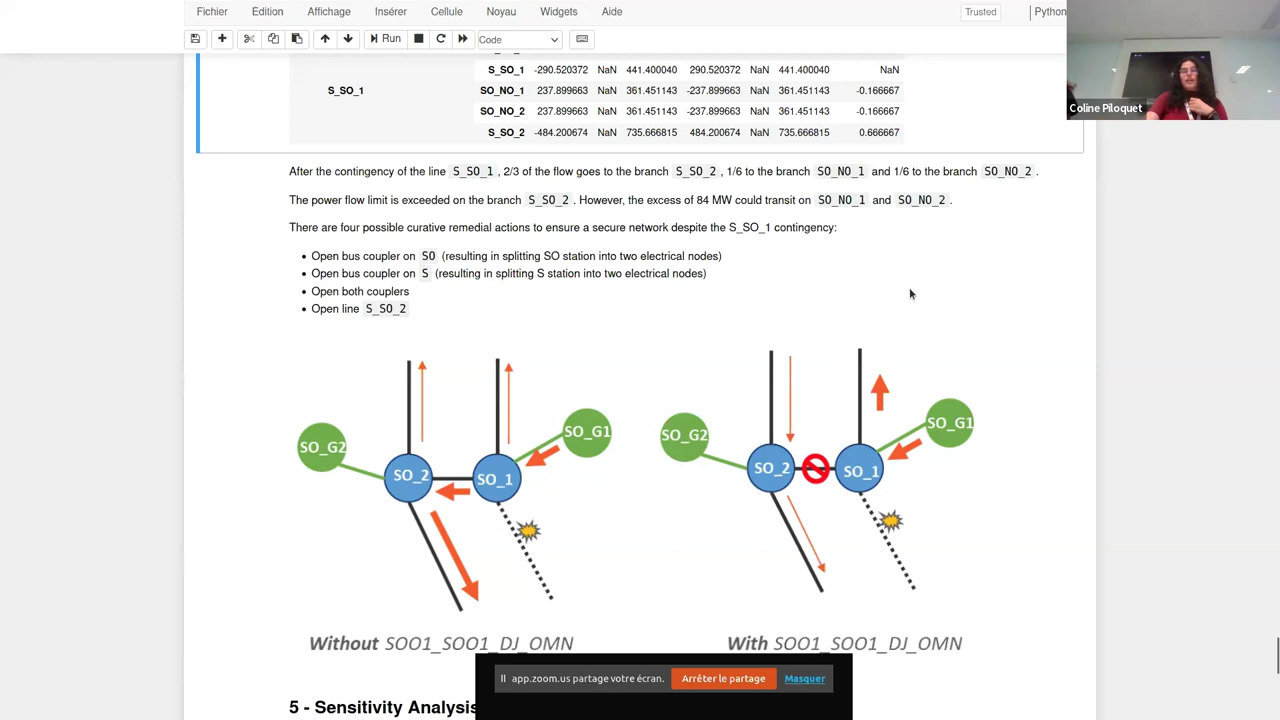 Fichier Édition Affichage Insérer Cellule Noyau Widgets Aide Trusted Python
Run Code
S_SO_1 -290.520372 NaN 441.400040 290.520372 NaN 441.400040 NaN
S_SO_1 SO_NO_1 237.899663 NaN 361.451143 -237.899663 NaN 361.451143 -0.166667
SO_NO_2 237.899663 NaN 361.451143 -237.899663 NaN 361.451143 -0.166667
S_SO_2 -484.200674 NaN 735.666815 484.200674 NaN 735.666815 0.666667
Coline Piloquet
After the contingency of the line S_SO_1 , 2/3 of the flow goes to the branch S_SO_2 , 1/6 to the branch SO_NO_1 and 1/6 to the branch SO_NO_2 .
The power flow limit is exceeded on the branch S_SO_2 . However, the excess of 84 MW could transit on SO_NO_1 and SO_NO_2 .
There are four possible curative remedial actions to ensure a secure network despite the S_SO_1 contingency:
• Open bus coupler on SO (resulting in splitting SO station into two electrical nodes)
• Open bus coupler on S (resulting in splitting S station into two electrical nodes)
• Open both couplers
• Open line S_SO_2
SO_G2 SO_G1 SO_G2 SO_G1
SO_2 SO_1 SO_2 SO_1
Without SOO1_SOO1_DJ_OMN With SOO1_SOO1_DJ_OMN
app.zoom.us partage votre écran. Arrêter le partage Masquer
5 - Sensitivity Analysis